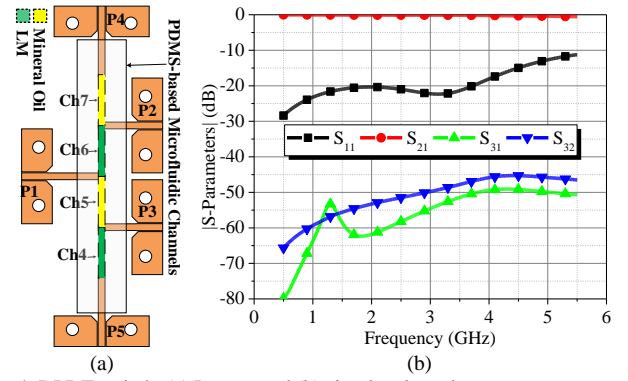 LM
Mineral Oil
P4
PDMS-based Microfluidic Channels
Ch7
P2
Ch6
P1
Ch5
P3
Ch4
P5
(a)
|S-Parameters| (dB)
0
-10
-20
-30
-40
-50
-60
-70
-80
S11 S21 S31 S32
0 1 2 3 4 5 6
Frequency (GHz)
(b)